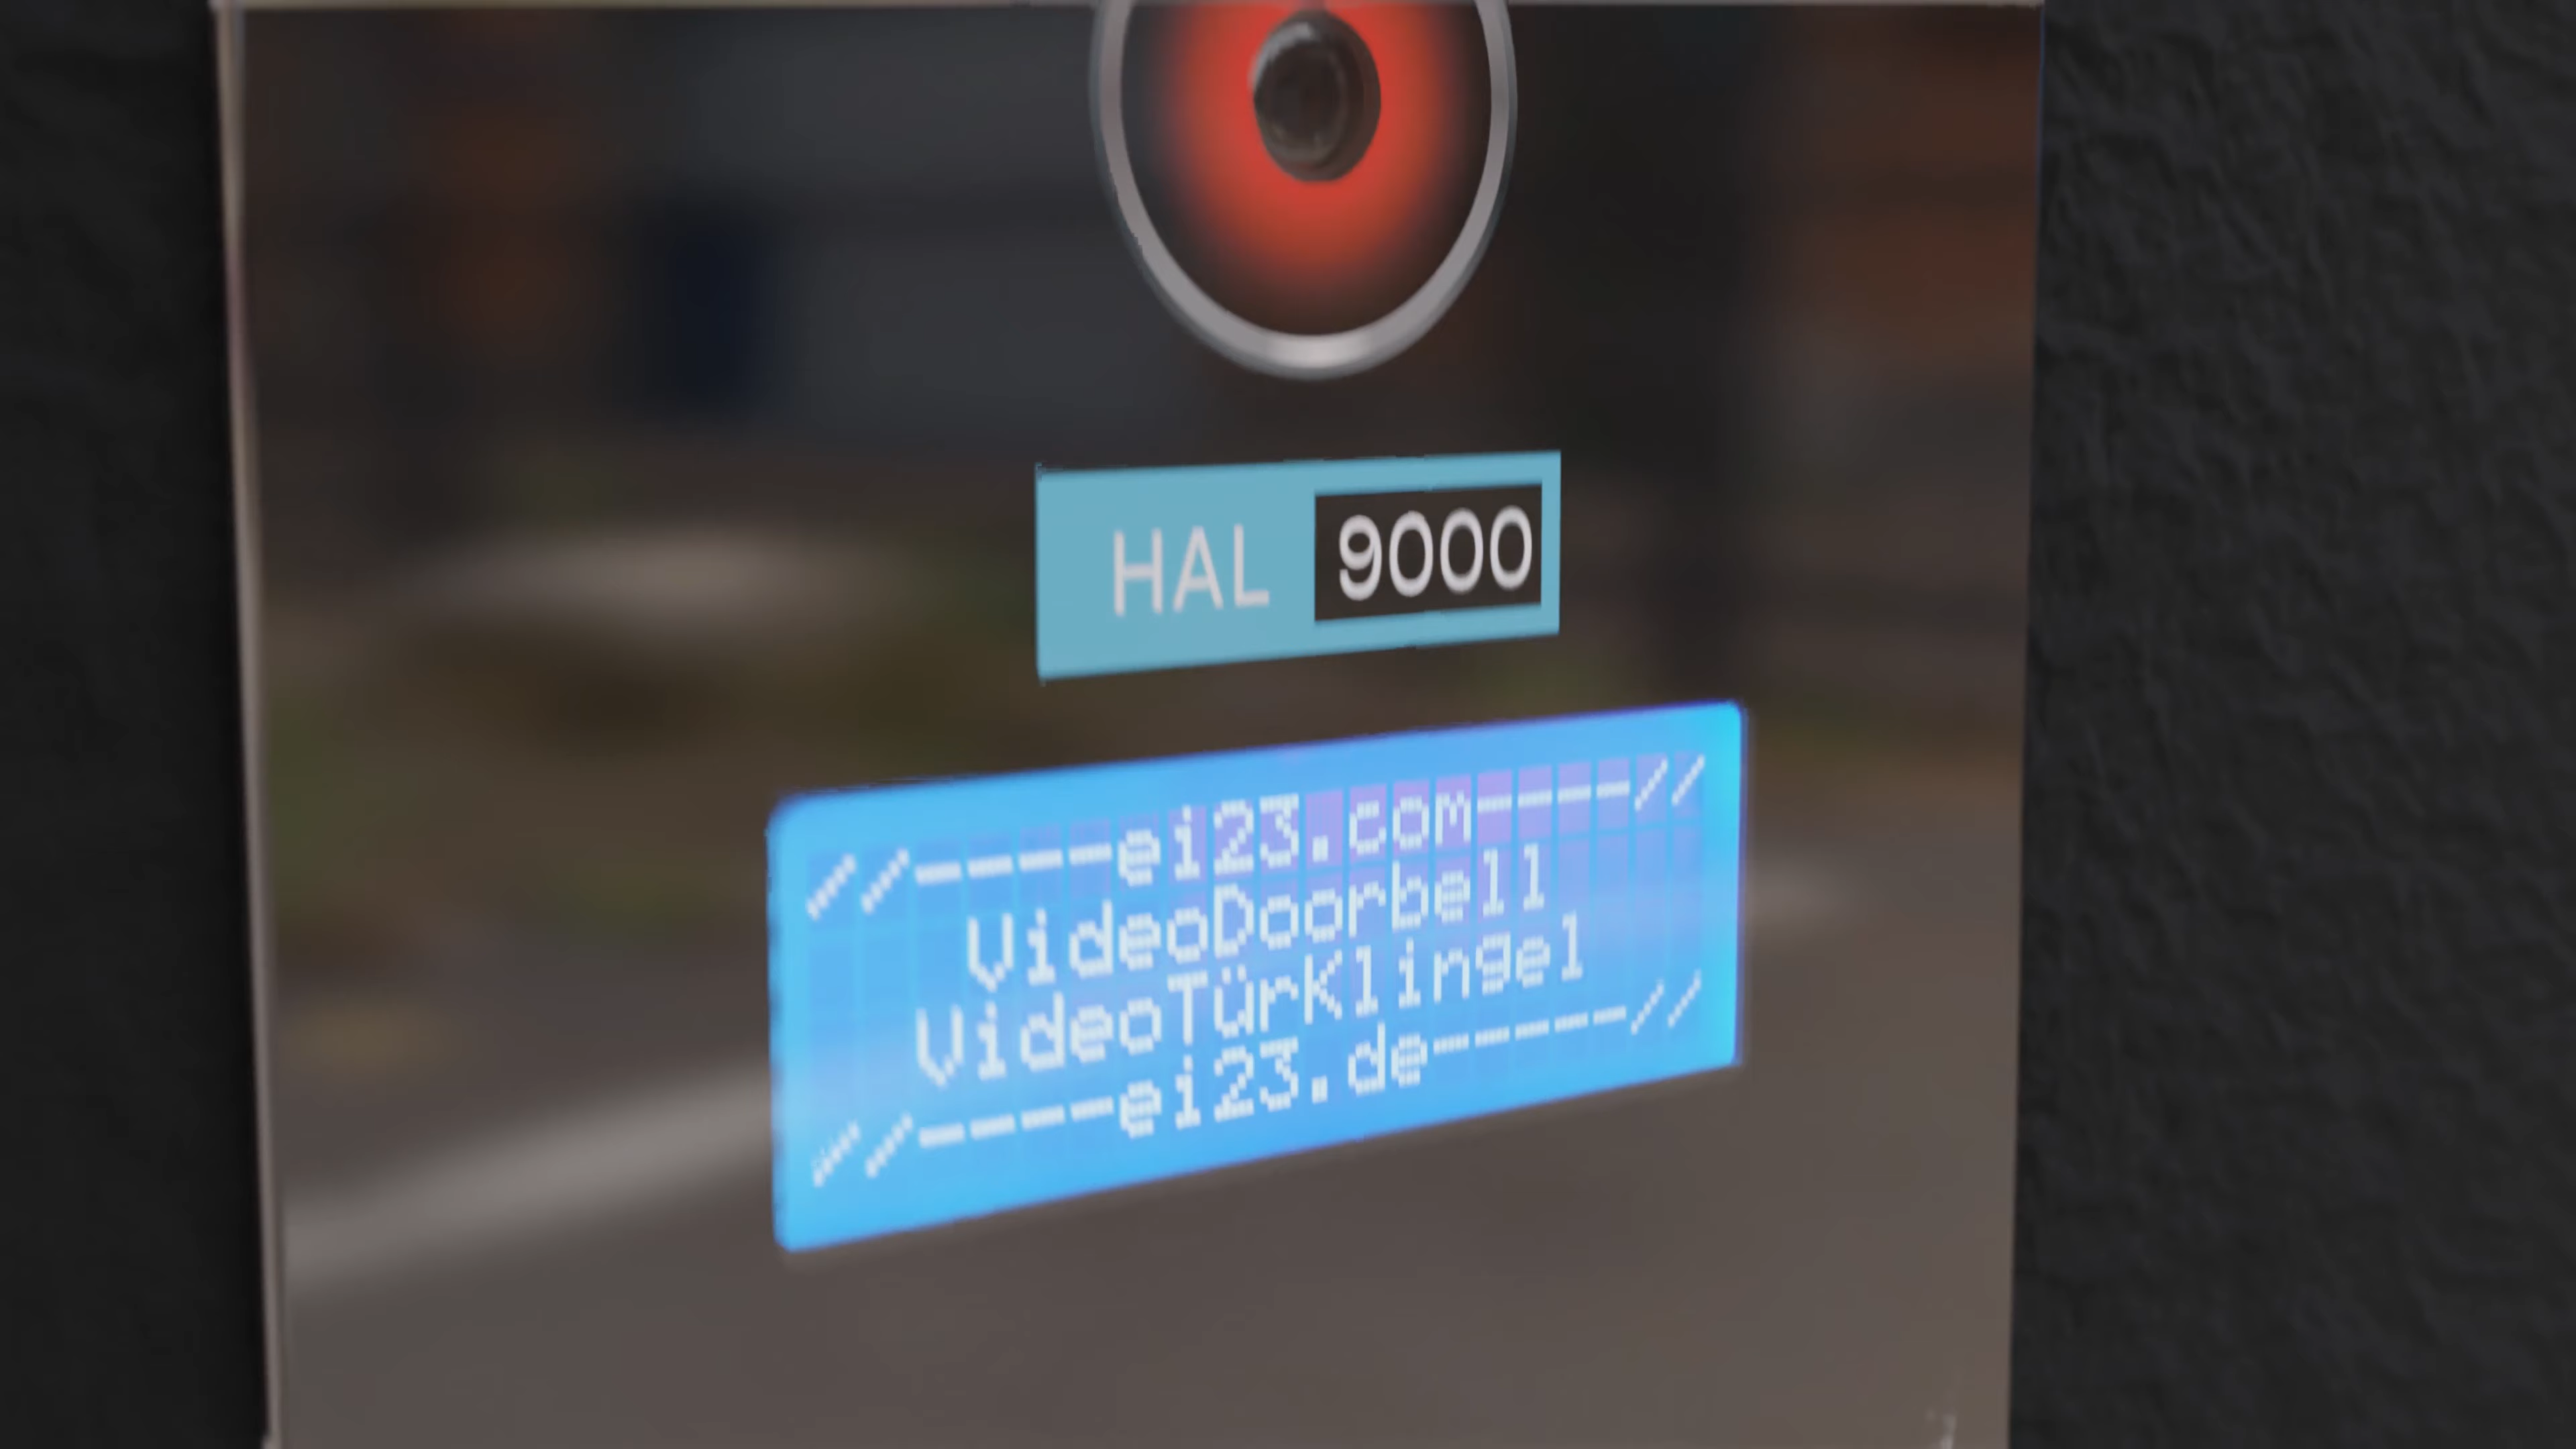 HAL 9000
//----ei23.com----//
VideoDoorbell
VideoTürKlingel
//----ei23.de-----//